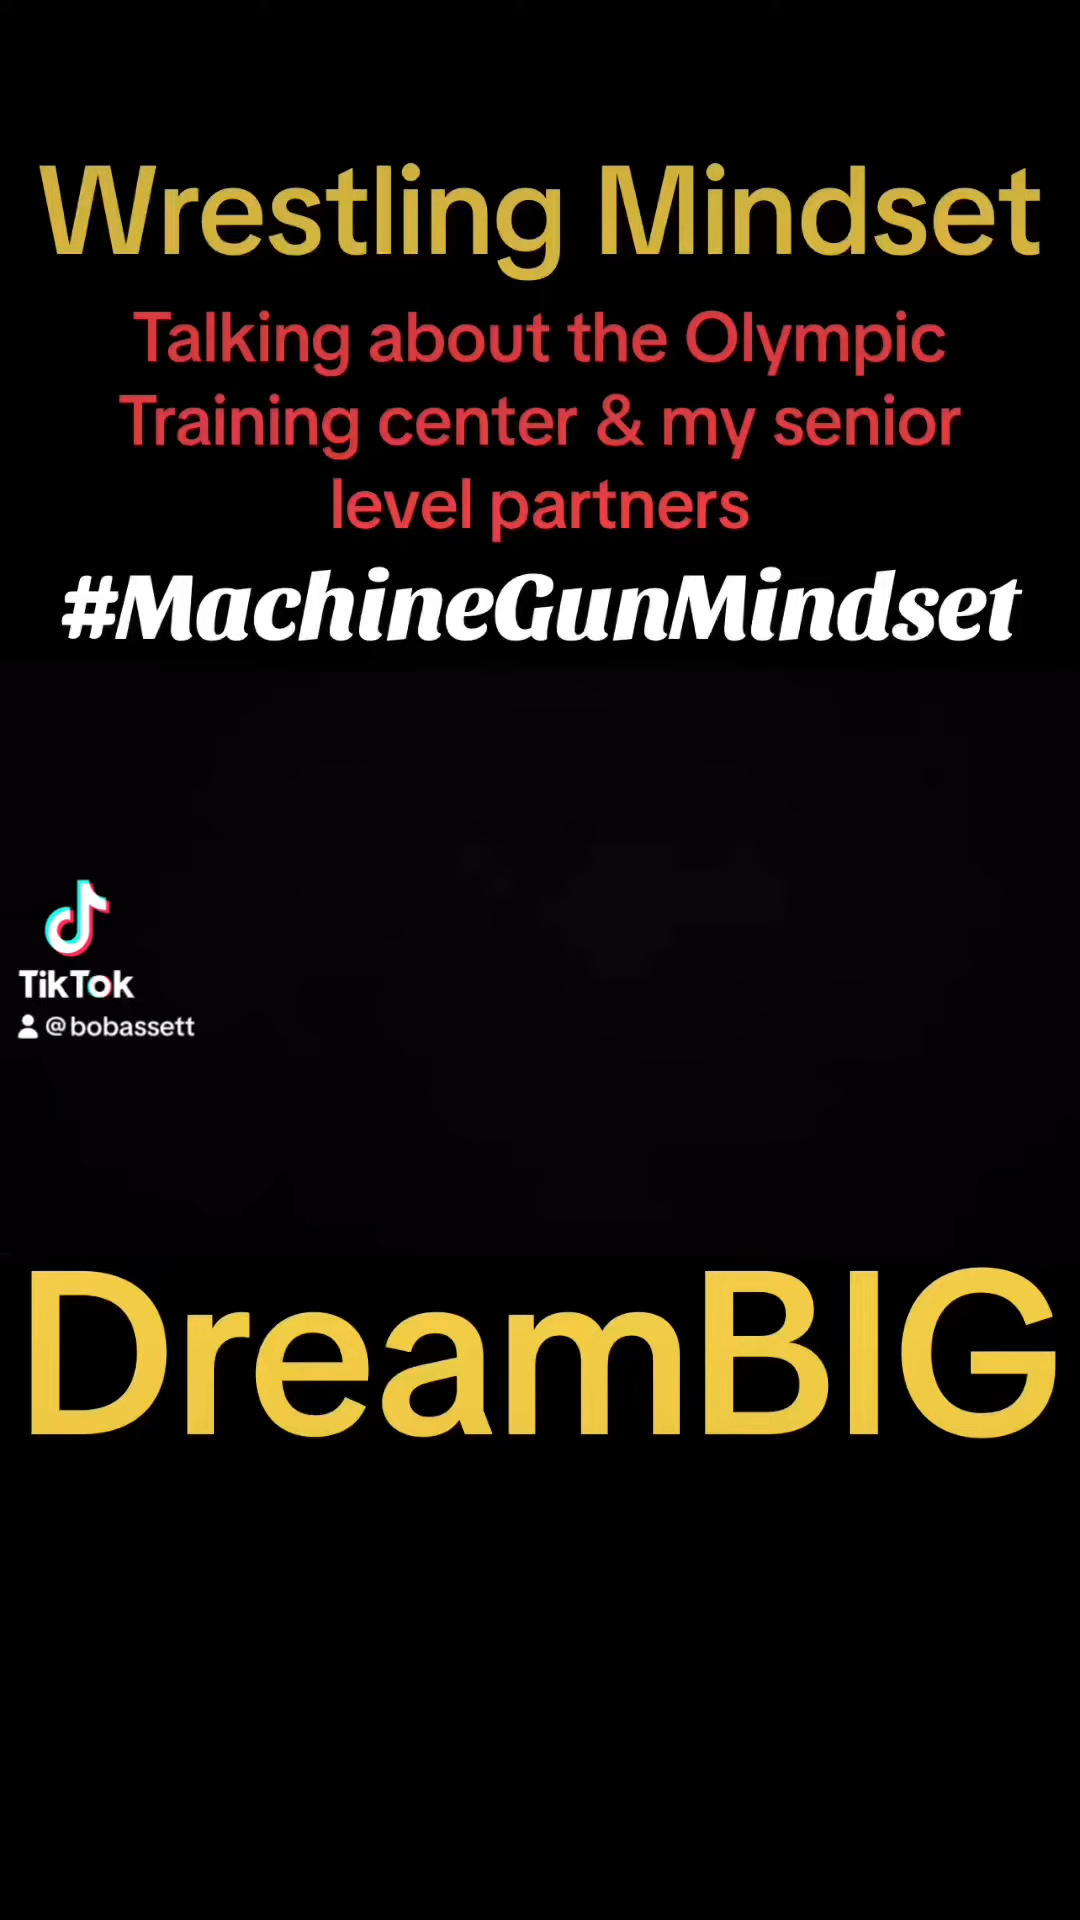 Wrestling Mindset
Talking about the Olympic
Training center & my senior
level partners
#MachineGunMindset
TikTok
@bobassett
DreamBIG